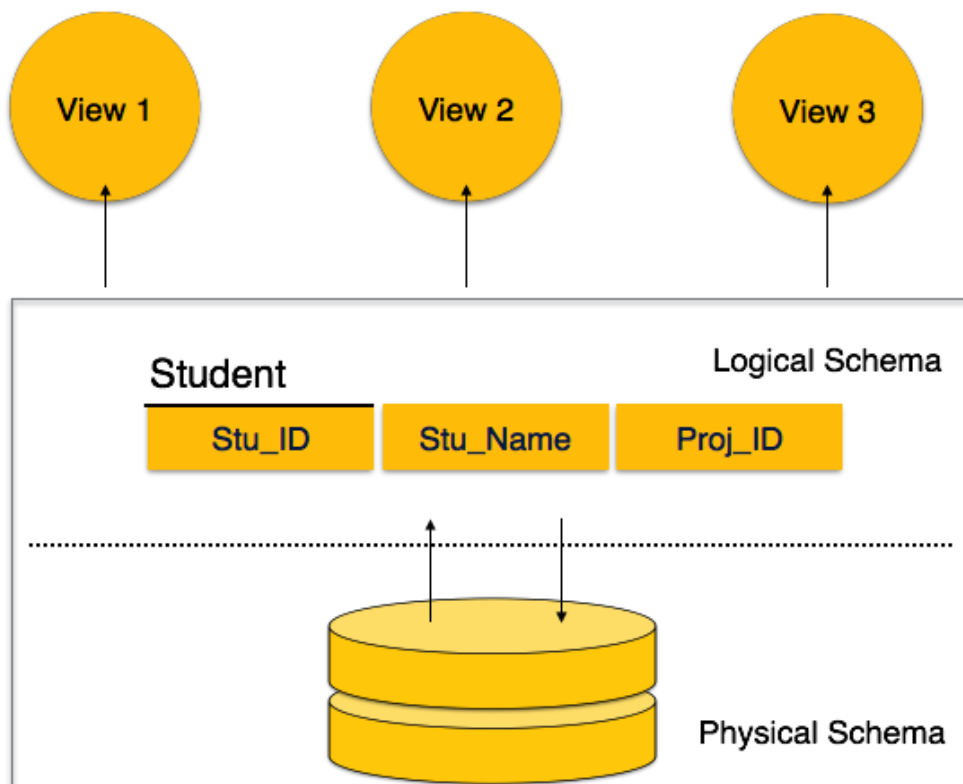 View 1
View 2
View 3
Logical Schema
Student
Stu_ID
Stu_Name
Proj_ID
Physical Schema